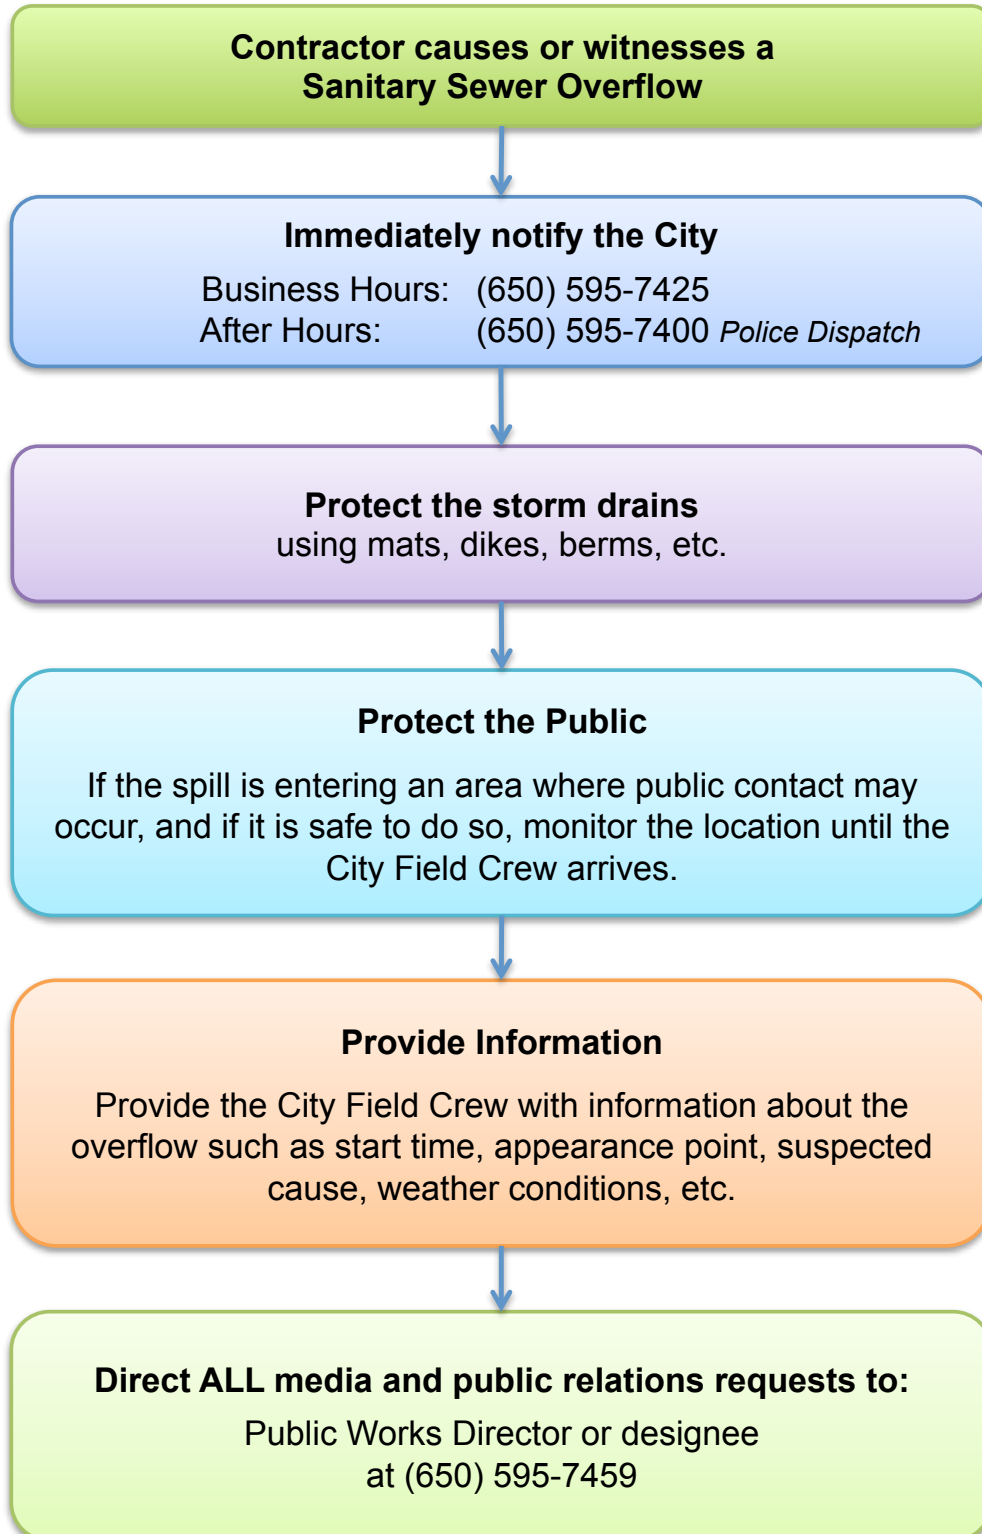 Contractor causes or witnesses a
Sanitary Sewer Overflow
Immediately notify the City
Business Hours: (650) 595-7425
After Hours: (650) 595-7400 Police Dispatch
Protect the storm drains
using mats, dikes, berms, etc.
Protect the Public
If the spill is entering an area where public contact may
occur, and if it is safe to do so, monitor the location until the
City Field Crew arrives.
Provide Information
Provide the City Field Crew with information about the
overflow such as start time, appearance point, suspected
cause, weather conditions, etc.
Direct ALL media and public relations requests to:
Public Works Director or designee
at (650) 595-7459